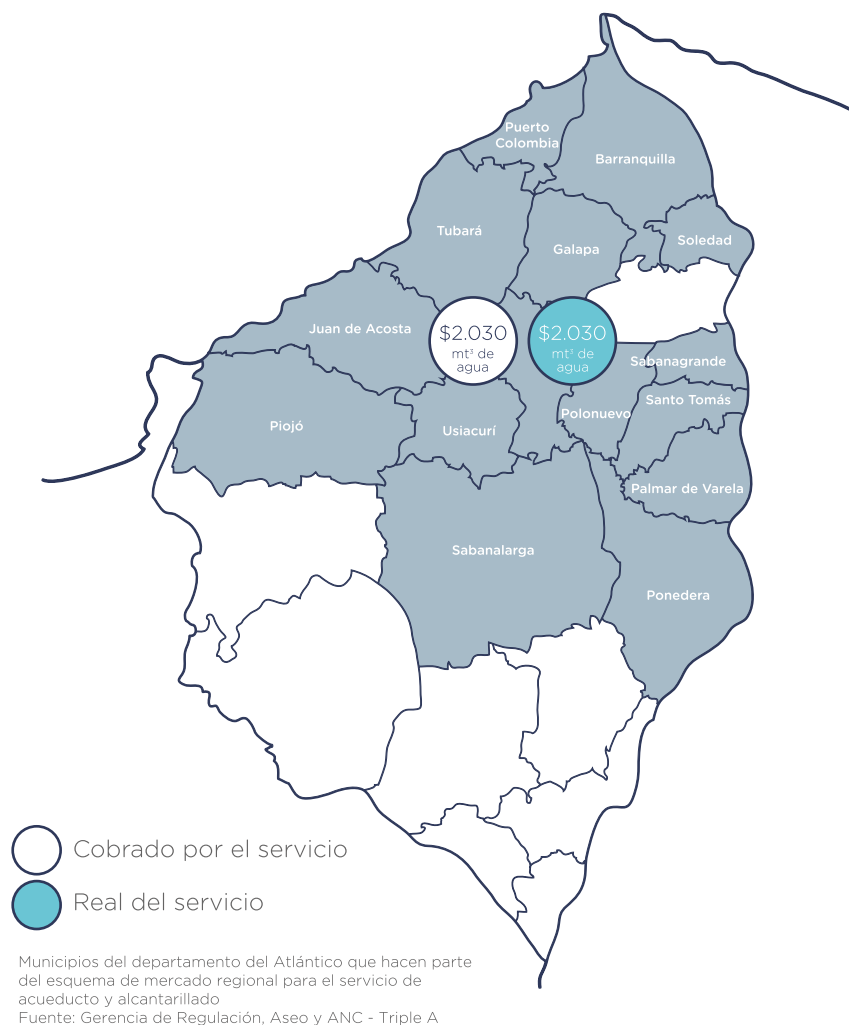 Puerto
Colombia
Barranquilla
Tubará
Galapa
Soledad
Juan de Acosta
$2.030
mt³ de
agua
$2.030
mt³ de
agua
Sabanagrande
Santo Tomás
Polonuevo
Piojó
Usiacurí
Palmar de Varela
Sabanalarga
Ponedera
Cobrado por el servicio
Real del servicio
Municipios del departamento del Atlántico que hacen parte
del esquema de mercado regional para el servicio de
acueducto y alcantarillado
Fuente: Gerencia de Regulación, Aseo y ANC - Triple A